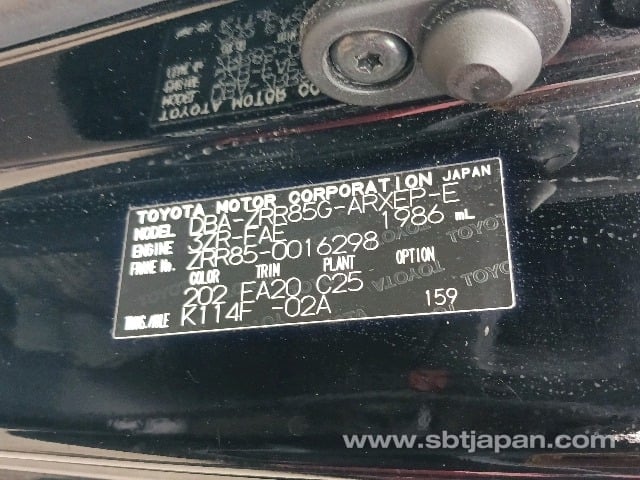 TOYOTA MOTOR CORPORATION JAPAN
MODEL DBA-ZRR85G-ARXEP-E
ENGINE 3ZR-FAE 1986 mL
FRAME No. ZRR85-0016298
COLOR TRIM PLANT OPTION
202 FA20 C25
TRANS./AXLE K114F -02A 159
www.sbtjapan.com